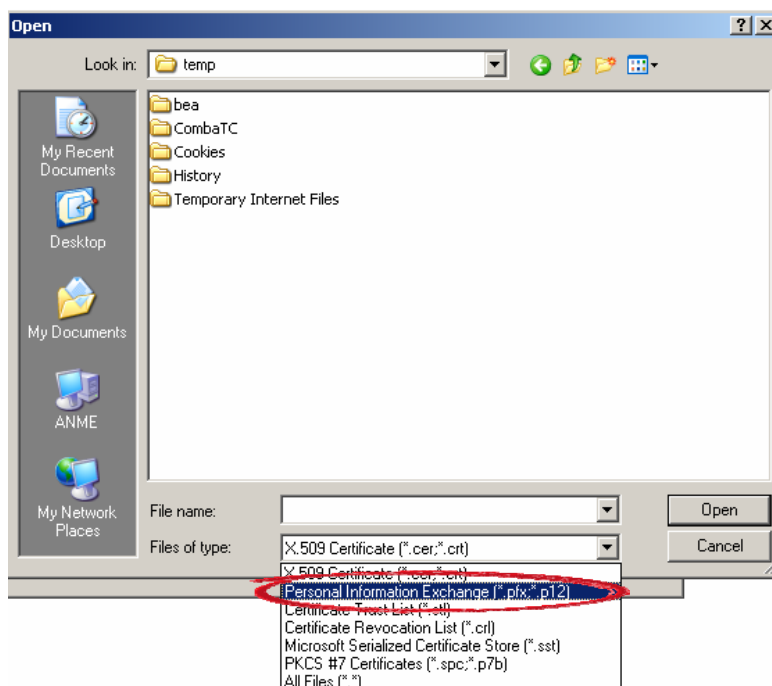 Open
Look in:
temp
bea
CombaTC
Cookies
History
Temporary Internet Files
My Recent
Documents
Desktop
My Documents
ANME
My Network
Places
File name:
Open
Files of type:
X.509 Certificate (*.cer;*.crt)
Cancel
X.509 Certificate (*.cer;*.crt)
Personal Information Exchange (*.pfx;*.p12)
Certificate Trust List (*.stl)
Certificate Revocation List (*.crl)
Microsoft Serialized Certificate Store (*.sst)
PKCS #7 Certificates (*.spc;*.p7b)
All Files (*.*)